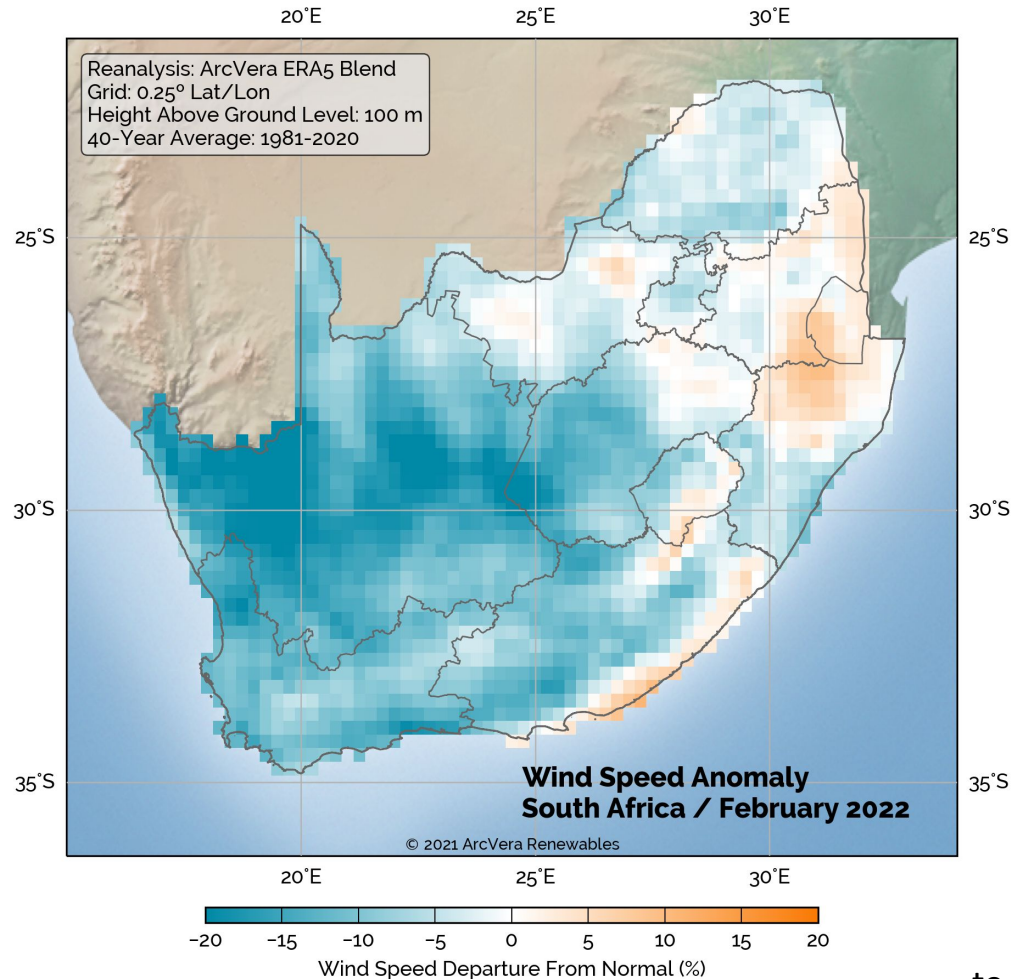 20°E 25°E 30°E
Reanalysis: ArcVera ERA5 Blend
Grid: 0.25º Lat/Lon
Height Above Ground Level: 100 m
40-Year Average: 1981-2020
25°S 25°S
30°S 30°S
35°S 35°S
Wind Speed Anomaly
South Africa / February 2022
© 2021 ArcVera Renewables
20°E 25°E 30°E
−20 −15 −10 −5 0 5 10 15 20
Wind Speed Departure From Normal (%)